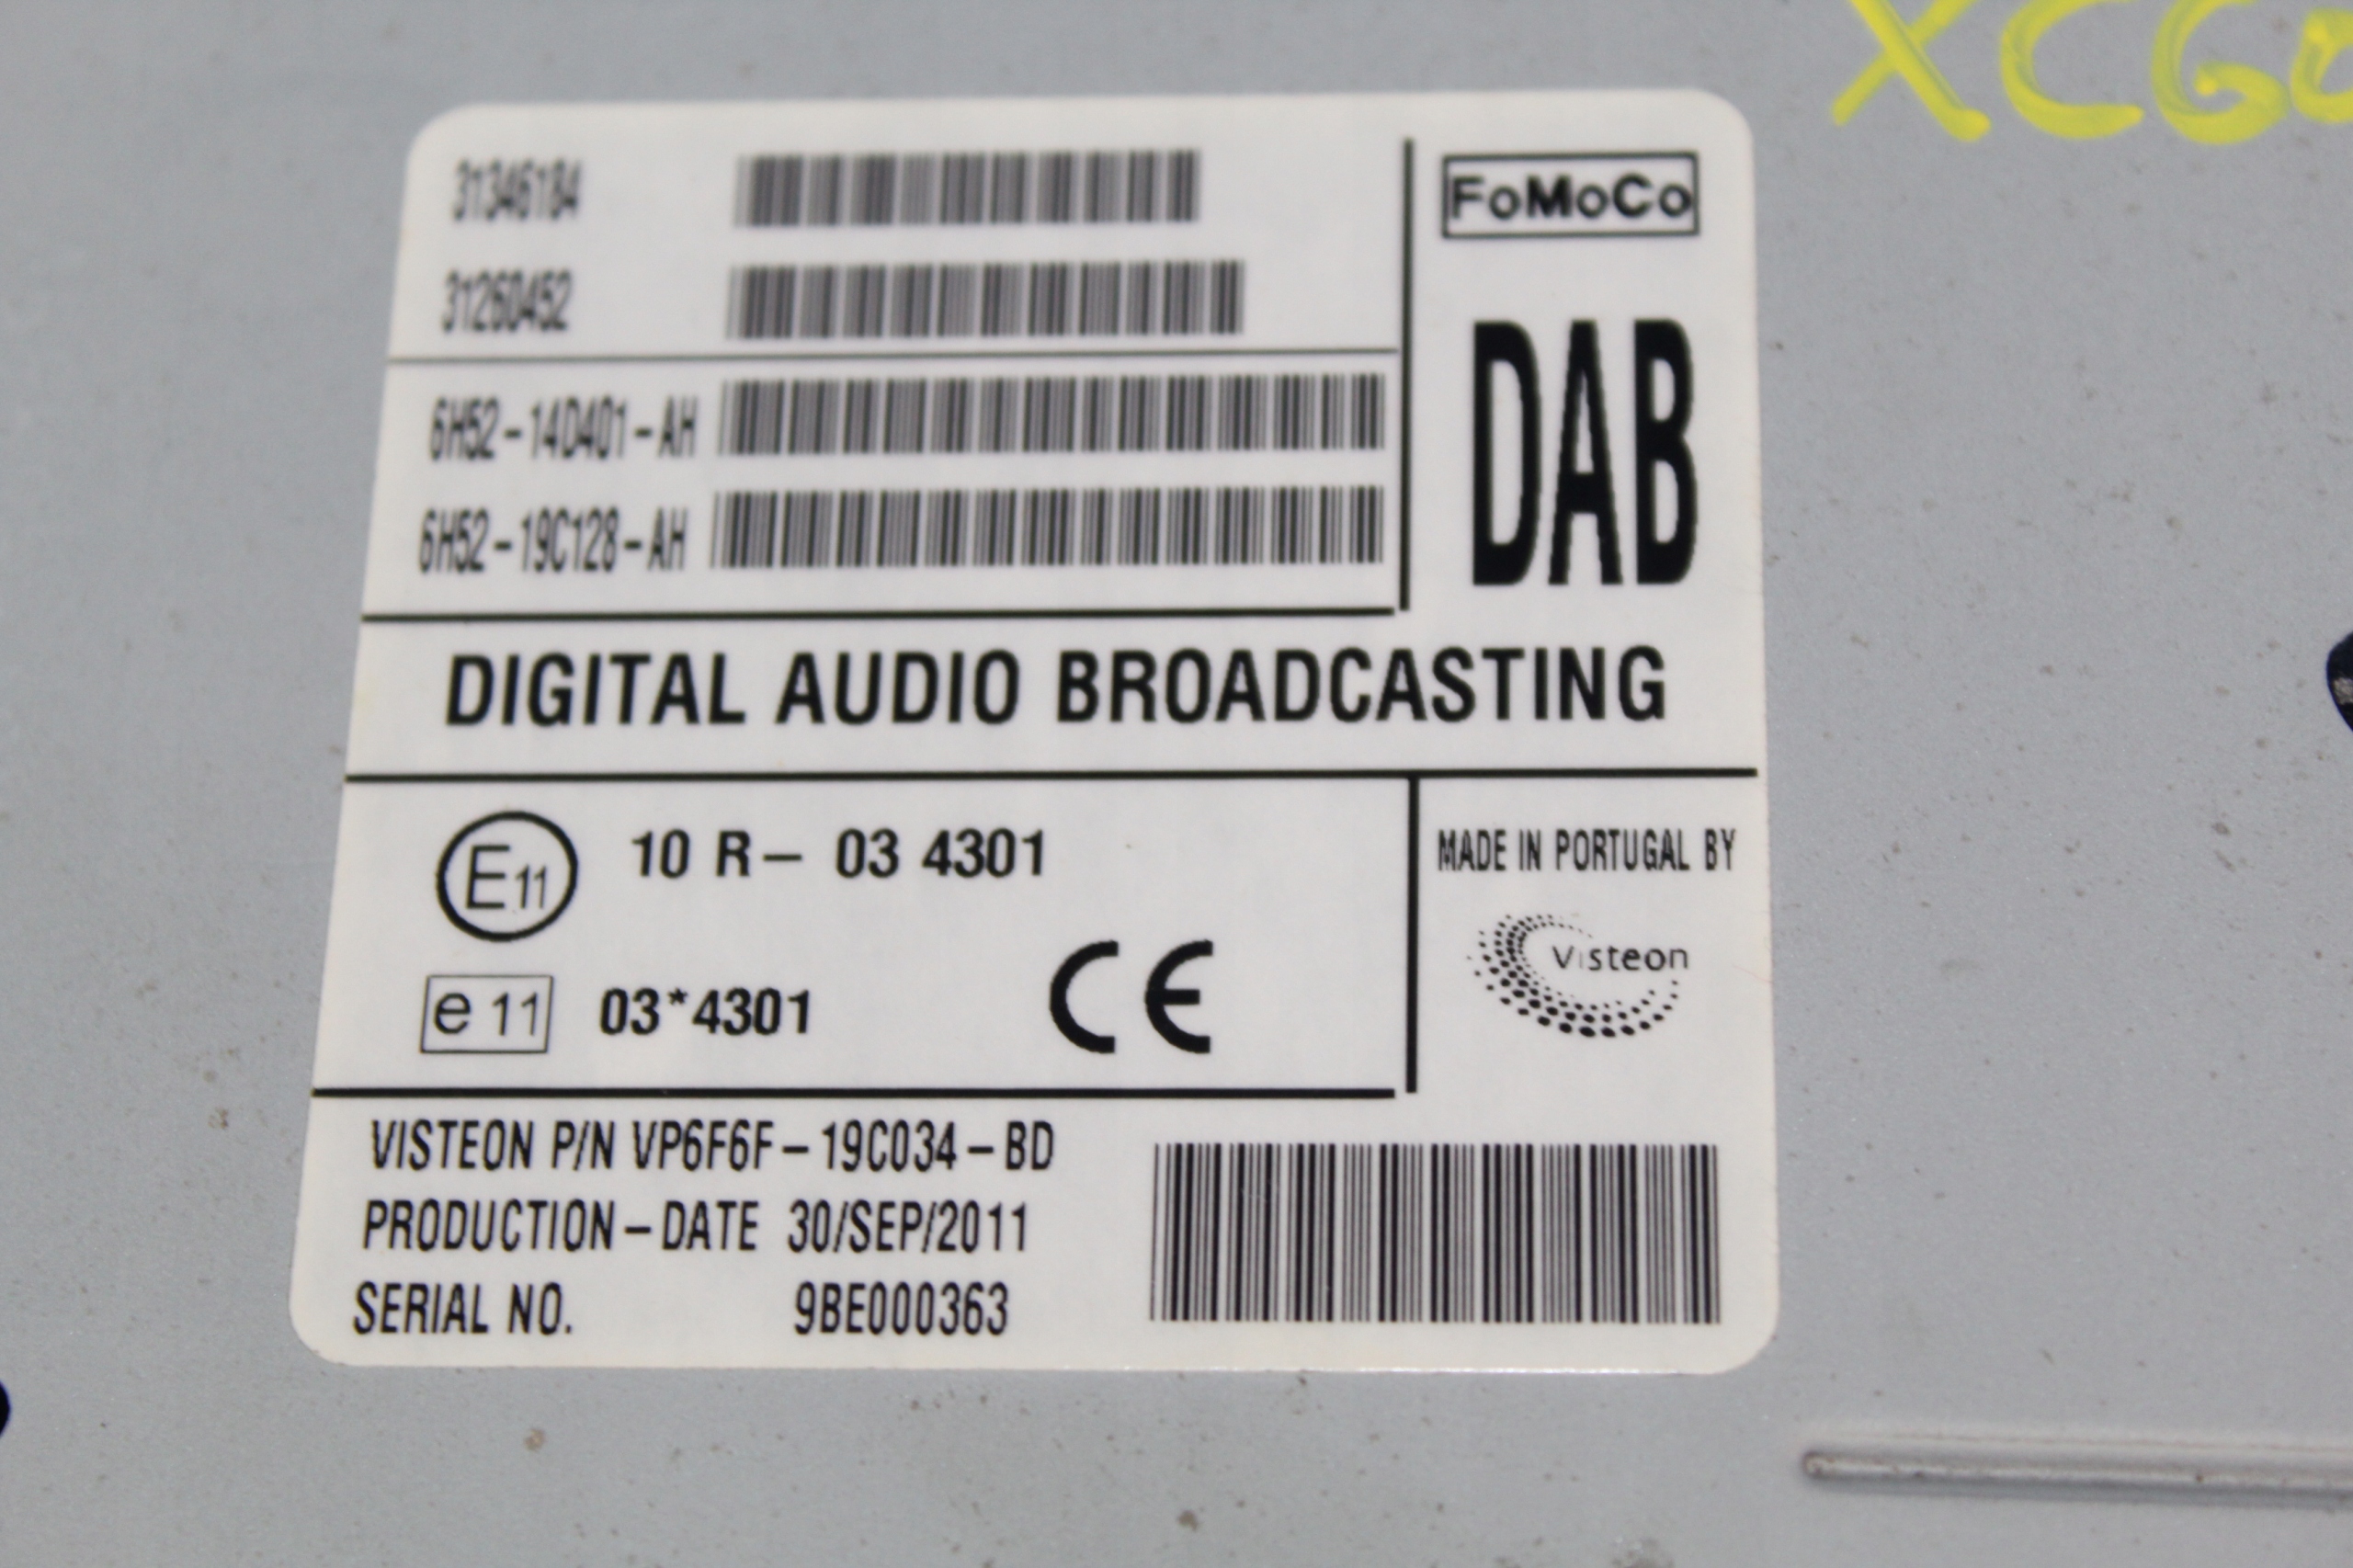 XC60
31346184
FoMoCo
31260452
DAB
6H52-14D401-AH
6H52-19C128-AH
DIGITAL AUDIO BROADCASTING
E11 10 R- 03 4301
MADE IN PORTUGAL BY
Visteon
e 11 03*4301 CE
VISTEON P/N VP6F6F-19C034-BD
PRODUCTION-DATE 30/SEP/2011
SERIAL NO. 9BE000363